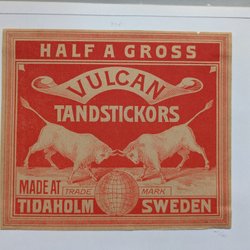 HALF A GROSS
VULCAN
TANDSTICKORS
MADE AT TRADE MARK
TIDAHOLM SWEDEN